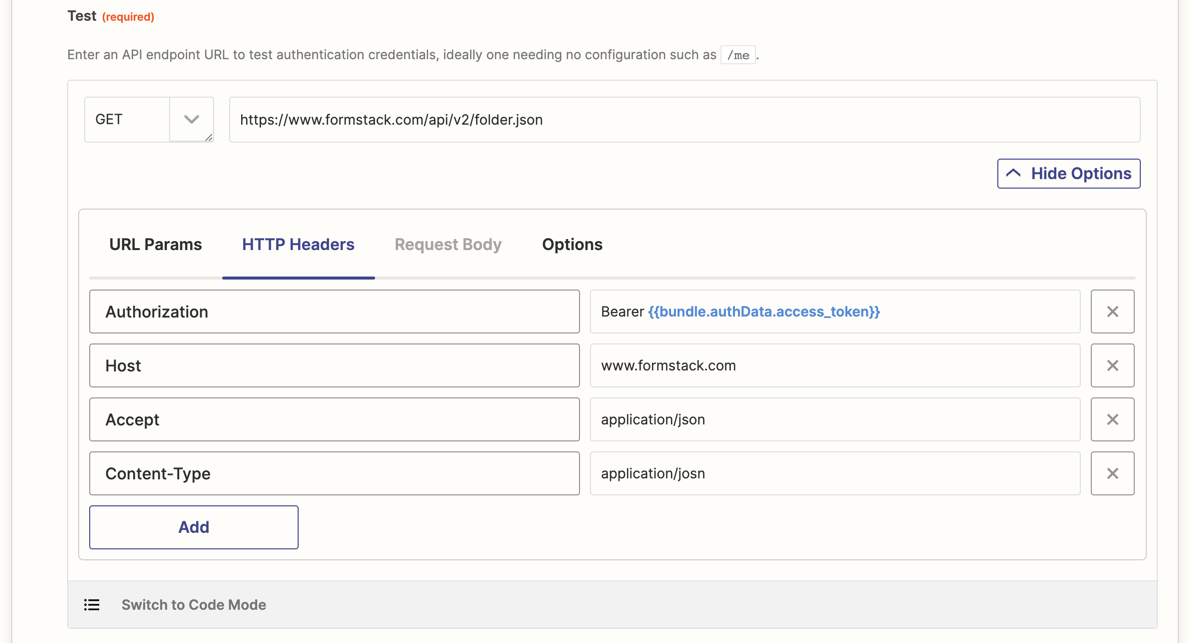 Test (required)
Enter an API endpoint URL to test authentication credentials, ideally one needing no configuration such as /me .
GET https://www.formstack.com/api/v2/folder.json
Hide Options
URL Params HTTP Headers Request Body Options
Authorization Bearer {{bundle.authData.access_token}}
Host www.formstack.com
Accept application/json
Content-Type application/josn
Add
Switch to Code Mode